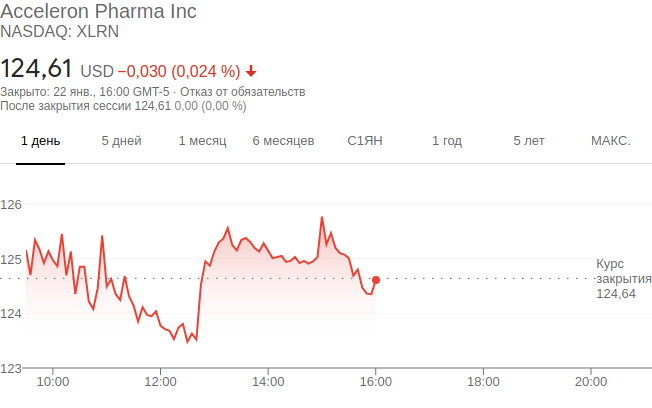 Acceleron Pharma Inc
NASDAQ: XLRN
124,61 USD −0,030 (0,024 %)
Закрыто: 22 янв., 16:00 GMT-5 · Отказ от обязательств
После закрытия сессии 124,61 0,00 (0,00 %)
1 день 5 дней 1 месяц 6 месяцев С1ЯН 1 год 5 лет МАКС.
126
125
Курс
закрытия
124,64
124
123
10:00 12:00 14:00 16:00 18:00 20:00